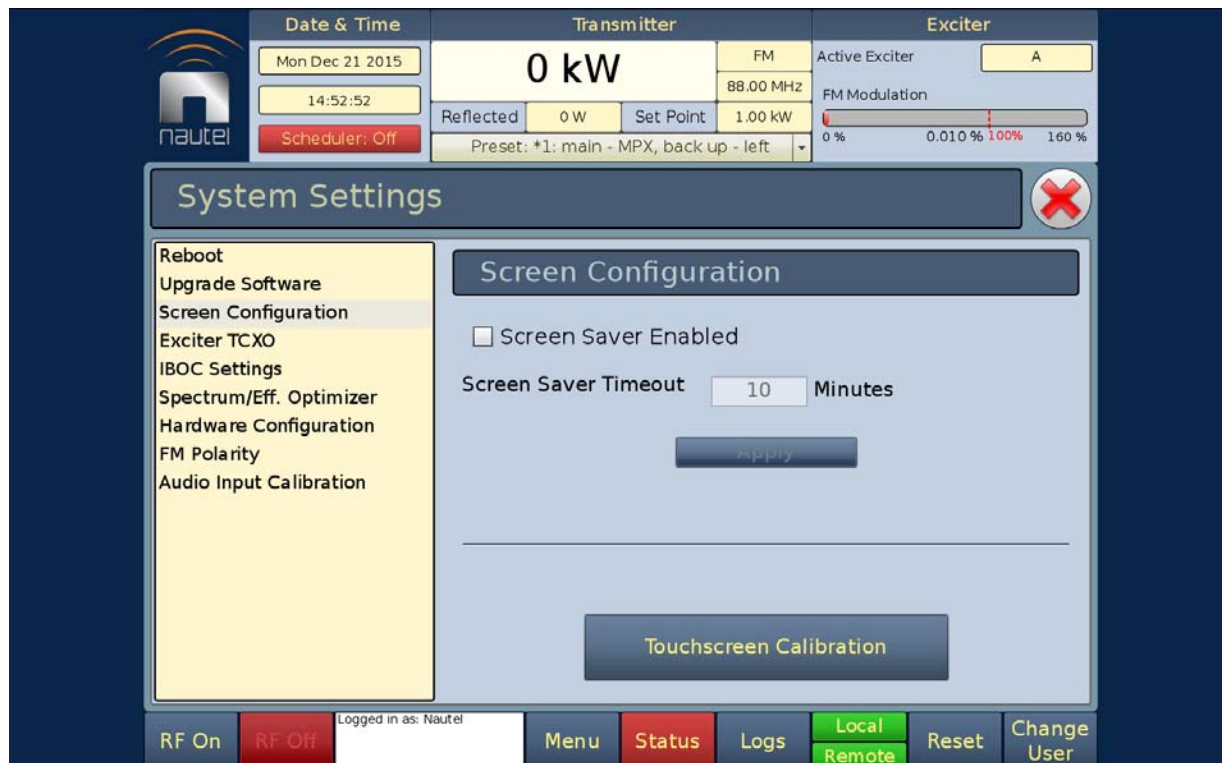 Date & Time
Transmitter
Exciter
nautel
Mon Dec 21 2015
14:52:52
Scheduler: Off
0 kW
FM
88.00 MHz
Reflected 0 W Set Point 1.00 kW
Preset: *1: main - MPX, back up - left
Active Exciter A
FM Modulation
0 % 0.010 % 100% 160 %
System Settings
Reboot
Upgrade Software
Screen Configuration
Exciter TCXO
IBOC Settings
Spectrum/Eff. Optimizer
Hardware Configuration
FM Polarity
Audio Input Calibration
Screen Configuration
Screen Saver Enabled
Screen Saver Timeout 10 Minutes
Apply
Touchscreen Calibration
RF On
RF Off
Logged in as: Nautel
Menu
Status
Logs
Local
Remote
Reset
Change
User